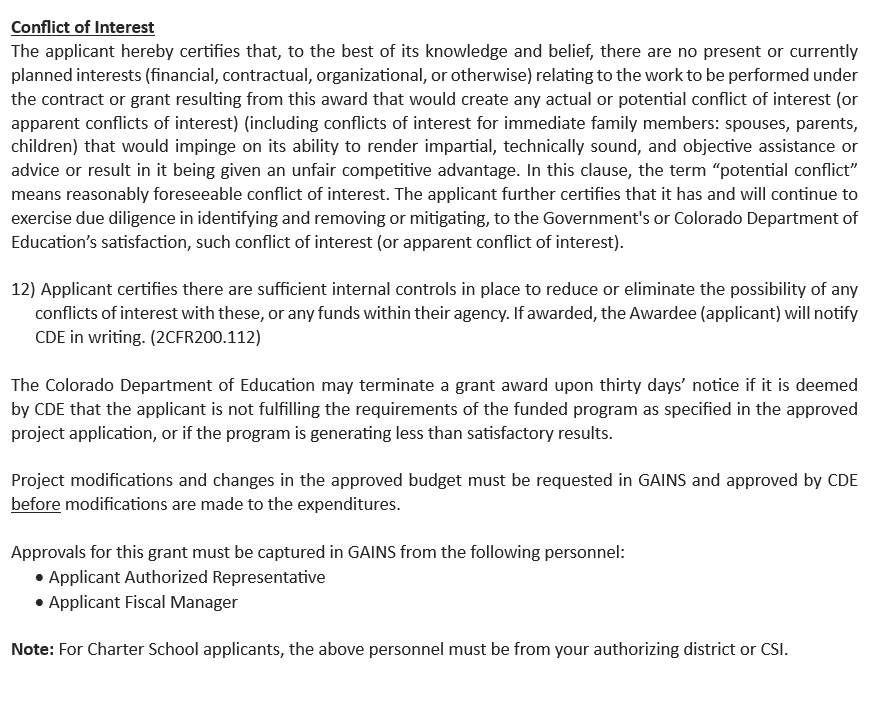 Conflict of Interest
The applicant hereby certifies that, to the best of its knowledge and belief, there are no present or currently
planned interests (financial, contractual, organizational, or otherwise) relating to the work to be performed under
the contract or grant resulting from this award that would create any actual or potential conflict of interest (or
apparent conflicts of interest) (including conflicts of interest for immediate family members: spouses, parents,
children) that would impinge on its ability to render impartial, technically sound, and objective assistance or
advice or result in it being given an unfair competitive advantage. In this clause, the term “potential conflict”
means reasonably foreseeable conflict of interest. The applicant further certifies that it has and will continue to
exercise due diligence in identifying and removing or mitigating, to the Government's or Colorado Department of
Education’s satisfaction, such conflict of interest (or apparent conflict of interest).
12) Applicant certifies there are sufficient internal controls in place to reduce or eliminate the possibility of any
conflicts of interest with these, or any funds within their agency. If awarded, the Awardee (applicant) will notify
CDE in writing. (2CFR200.112)
The Colorado Department of Education may terminate a grant award upon thirty days’ notice if it is deemed
by CDE that the applicant is not fulfilling the requirements of the funded program as specified in the approved
project application, or if the program is generating less than satisfactory results.
Project modifications and changes in the approved budget must be requested in GAINS and approved by CDE
before modifications are made to the expenditures.
Approvals for this grant must be captured in GAINS from the following personnel:
• Applicant Authorized Representative
• Applicant Fiscal Manager
Note: For Charter School applicants, the above personnel must be from your authorizing district or CSI.